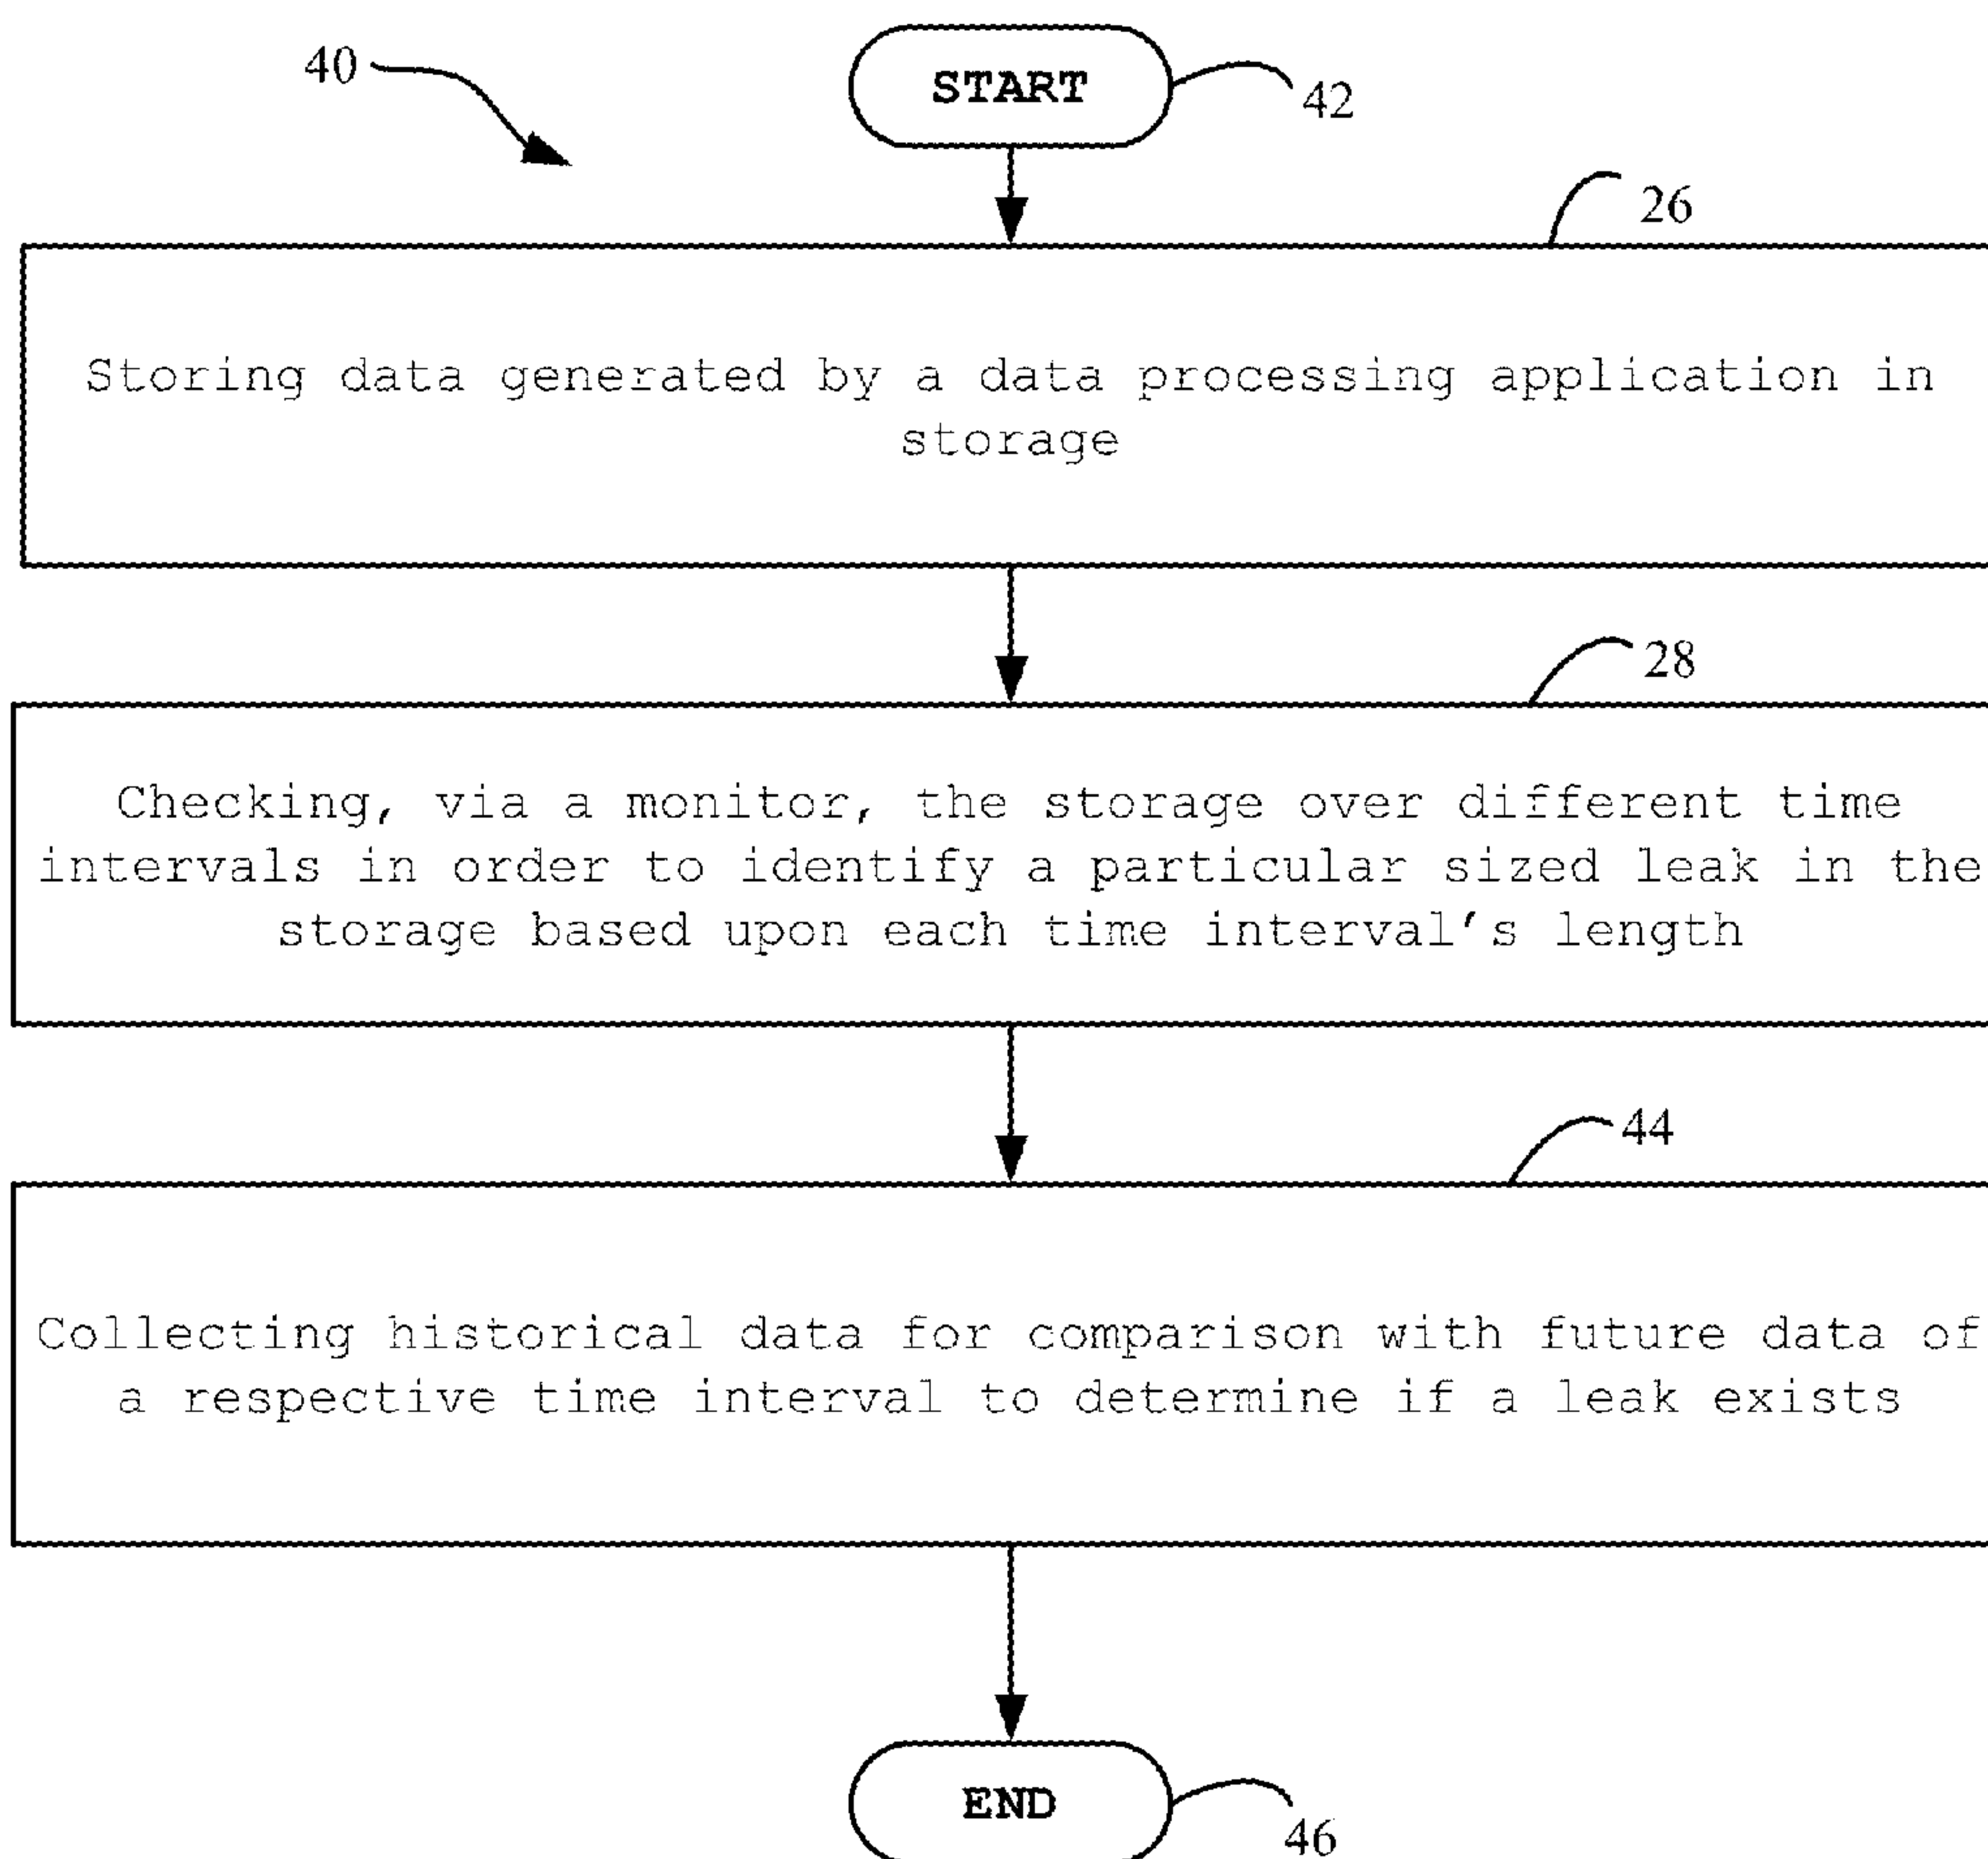 40
START
42
26
Storing data generated by a data processing application in
storage
28
Checking, via a monitor, the storage over different time
intervals in order to identify a particular sized leak in the
storage based upon each time interval's length
44
Collecting historical data for comparison with future data of
a respective time interval to determine if a leak exists
END
46